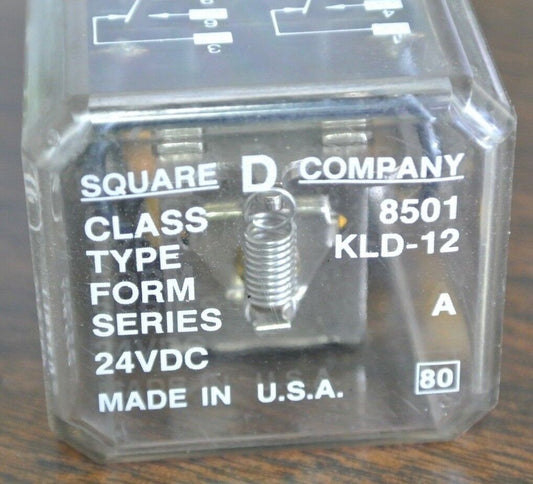 SQUARE D COMPANY
CLASS 8501
TYPE KLD-12
FORM
SERIES A
24VDC
MADE IN U.S.A. 80